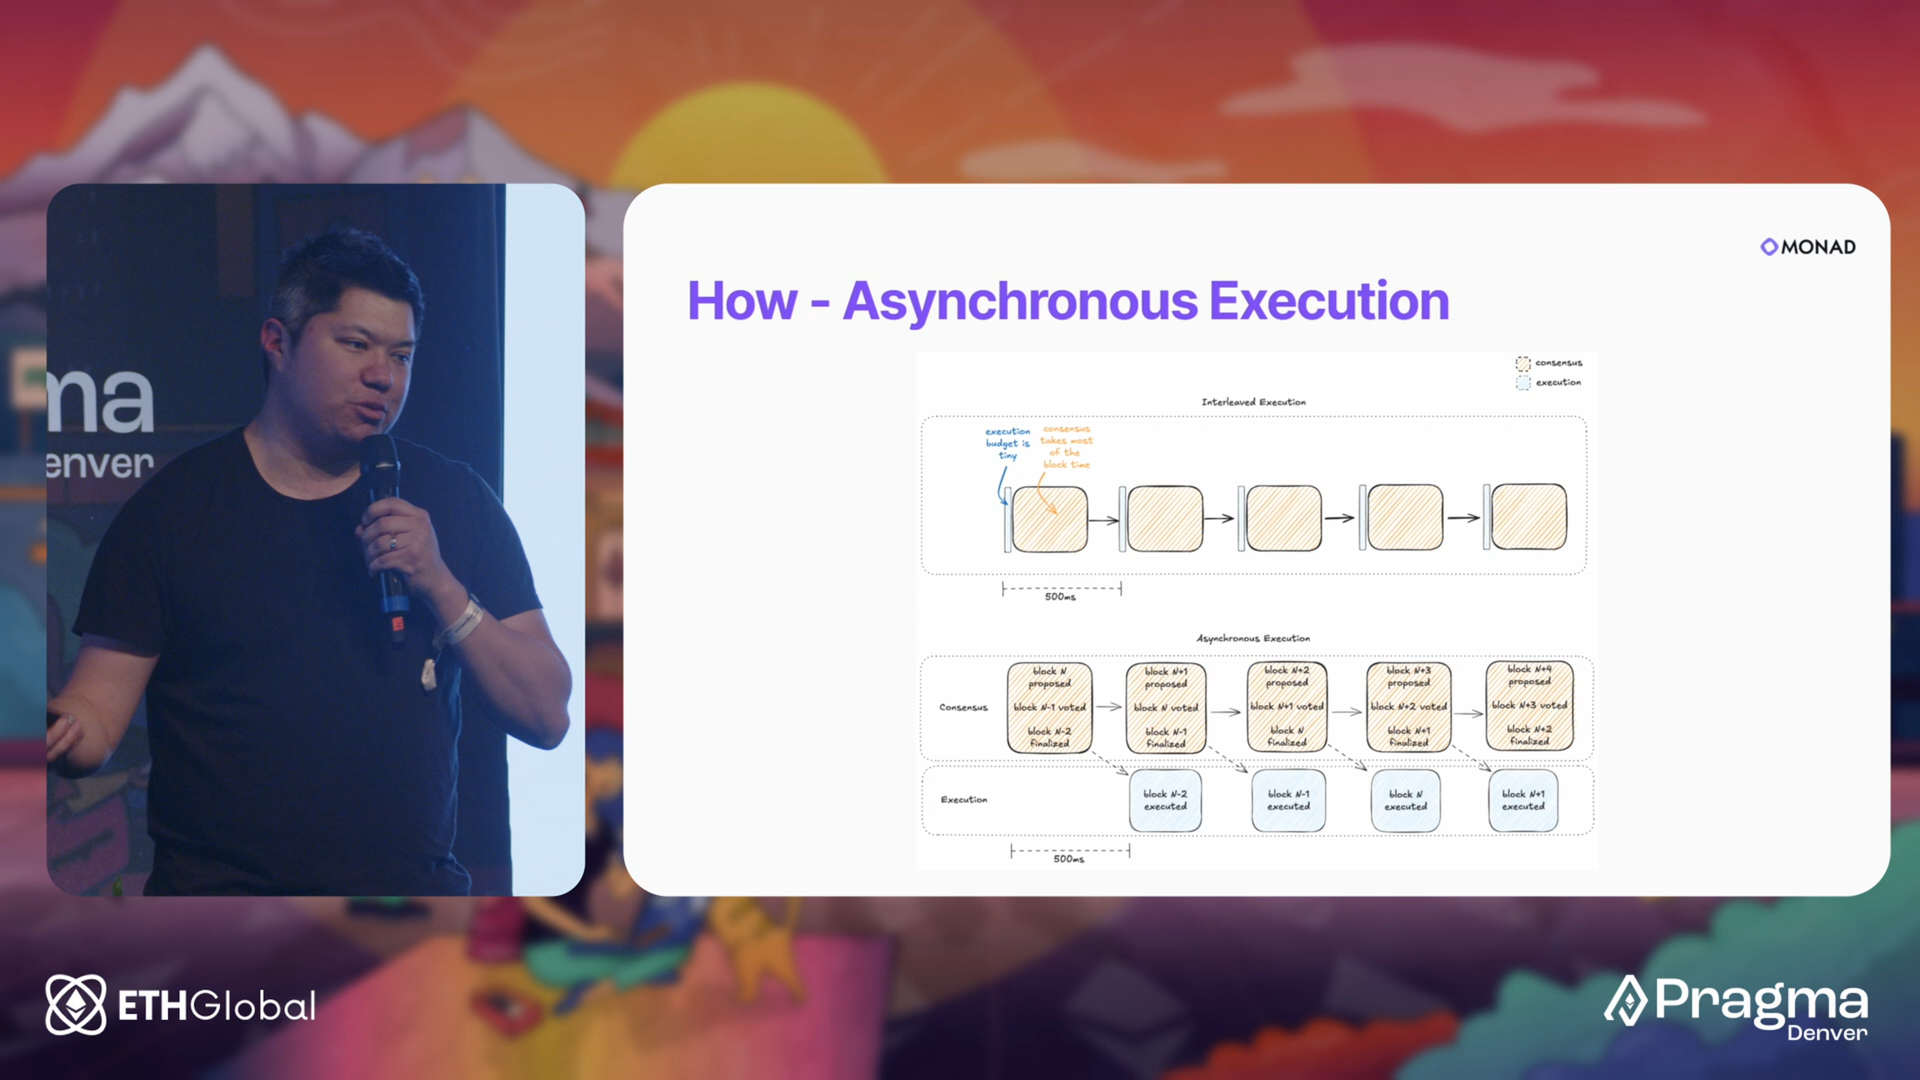 ma
enver
MONAD
How - Asynchronous Execution
consensus
execution
Interleaved Execution
execution
budget is
tiny
consensus
takes most
of the
block time
500ms
Asynchronous Execution
Consensus
block N
proposed
block N-1 voted
block N-2
finalized
block N+1
proposed
block N voted
block N-1
finalized
block N+2
proposed
block N+1 voted
block N
finalized
block N+3
proposed
block N+2 voted
block N+1
finalized
block N+4
proposed
block N+3 voted
block N+2
finalized
Execution
block N-2
executed
block N-1
executed
block N
executed
block N+1
executed
500ms
ETHGlobal
Pragma
Denver